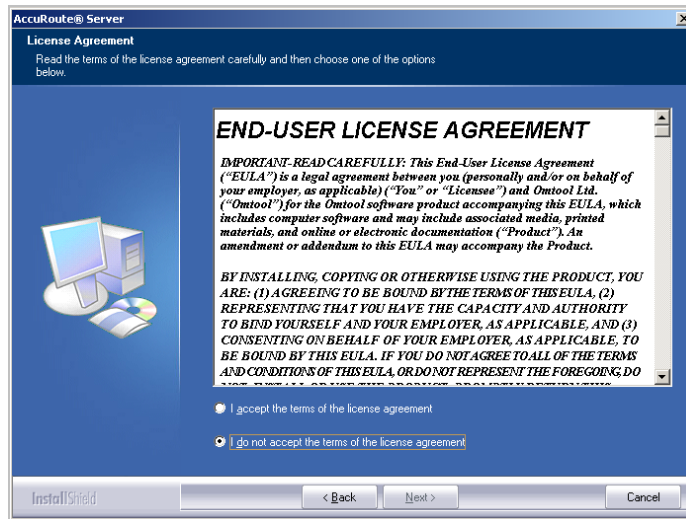 AccuRoute® Server
License Agreement
Read the terms of the license agreement carefully and then choose one of the options
below.
END-USER LICENSE AGREEMENT
IMPORTANT-READ CAREFULLY: This End-User License Agreement
("EULA") is a legal agreement between you (personally and/or on behalf of
your employer, as applicable) ("You" or "Licensee") and Omtool Ltd.
("Omtool") for the Omtool software product accompanying this EULA, which
includes computer software and may include associated media, printed
materials, and online or electronic documentation ("Product"). An
amendment or addendum to this EULA may accompany the Product.
BY INSTALLING, COPYING OR OTHERWISE USING THE PRODUCT, YOU
ARE: (1) AGREEING TO BE BOUND BY THE TERMS OF THIS EULA, (2)
REPRESENTING THAT YOU HAVE THE CAPACITY AND AUTHORITY
TO BIND YOURSELF AND YOUR EMPLOYER, AS APPLICABLE, AND (3)
CONSENTING ON BEHALF OF YOUR EMPLOYER, AS APPLICABLE, TO
BE BOUND BY THIS EULA. IF YOU DO NOT AGREE TO ALL OF THE TERMS
AND CONDITIONS OF THIS EULA, OR DO NOT REPRESENT THE FOREGOING, DO
I accept the terms of the license agreement
I do not accept the terms of the license agreement
InstallShield
< Back
Next >
Cancel